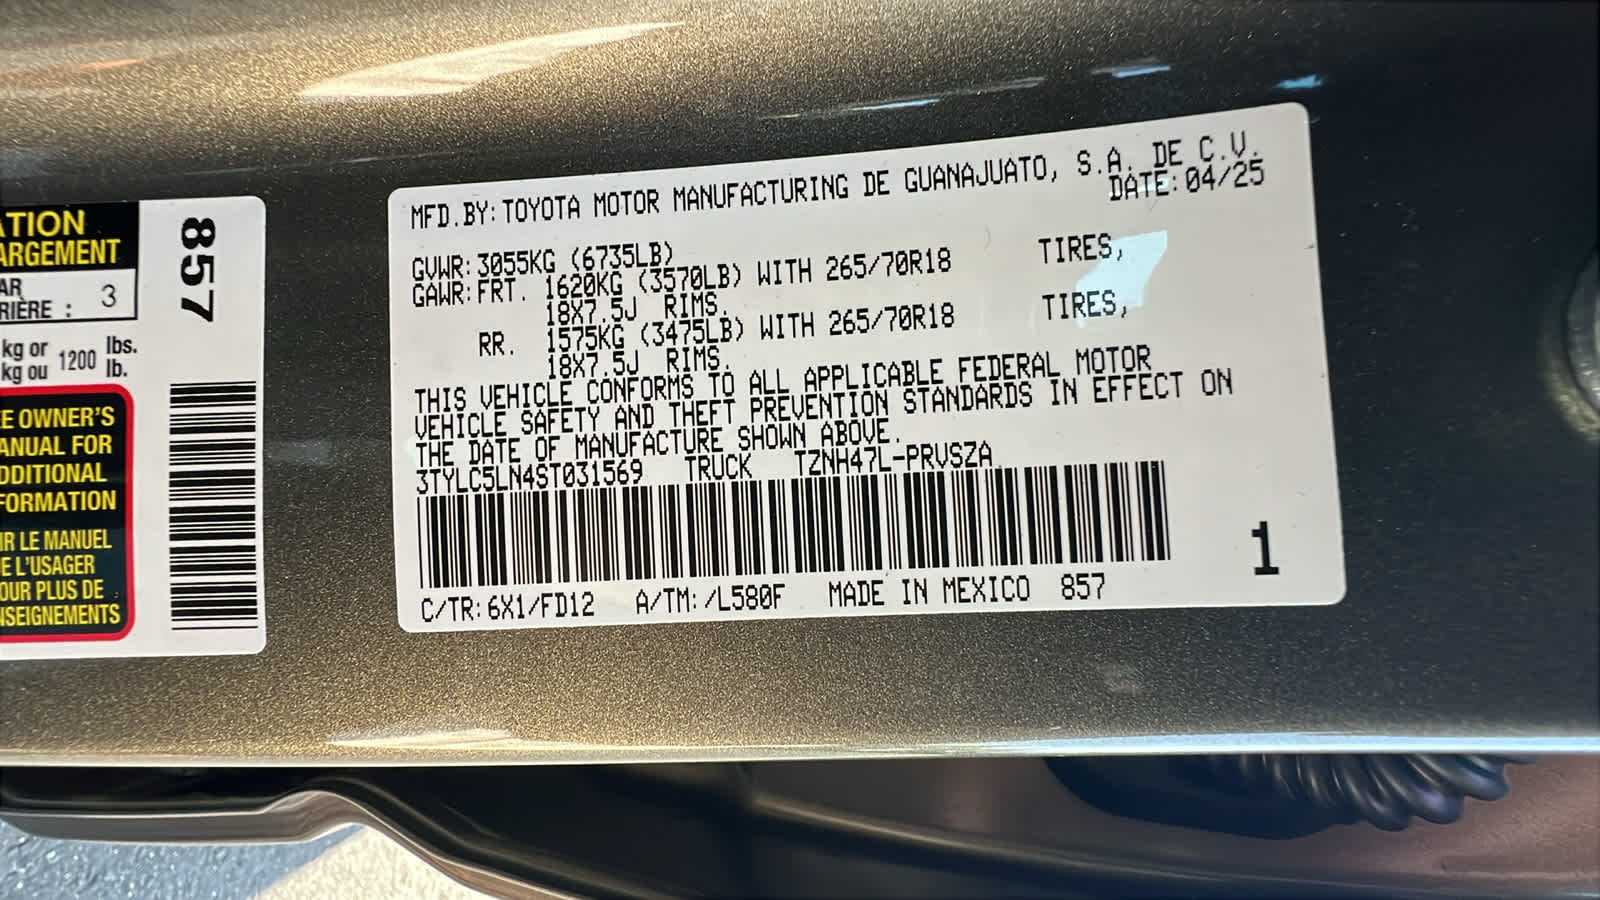 ATION
ARGEMENT
AR
RIÈRE : 3
kg or 1200 lbs.
kg ou lb.
EE OWNER'S
ANUAL FOR
DDITIONAL
FORMATION
IR LE MANUEL
E L'USAGER
OUR PLUS DE
NSEIGNEMENTS
857
MFD.BY:TOYOTA MOTOR MANUFACTURING DE GUANAJUATO, S.A. DE C.V.
DATE:04/25
GVWR:3055KG (6735LB)
GAWR:FRT. 1620KG (3570LB) WITH 265/70R18 TIRES,
18X7.5J RIMS.
RR. 1575KG (3475LB) WITH 265/70R18 TIRES,
18X7.5J RIMS.
THIS VEHICLE CONFORMS TO ALL APPLICABLE FEDERAL MOTOR
VEHICLE SAFETY AND THEFT PREVENTION STANDARDS IN EFFECT ON
THE DATE OF MANUFACTURE SHOWN ABOVE.
3TYLC5LN4ST031569 TRUCK TZNH47L-PRVSZA
1
C/TR:6X1/FD12 A/TM:/L580F MADE IN MEXICO 857